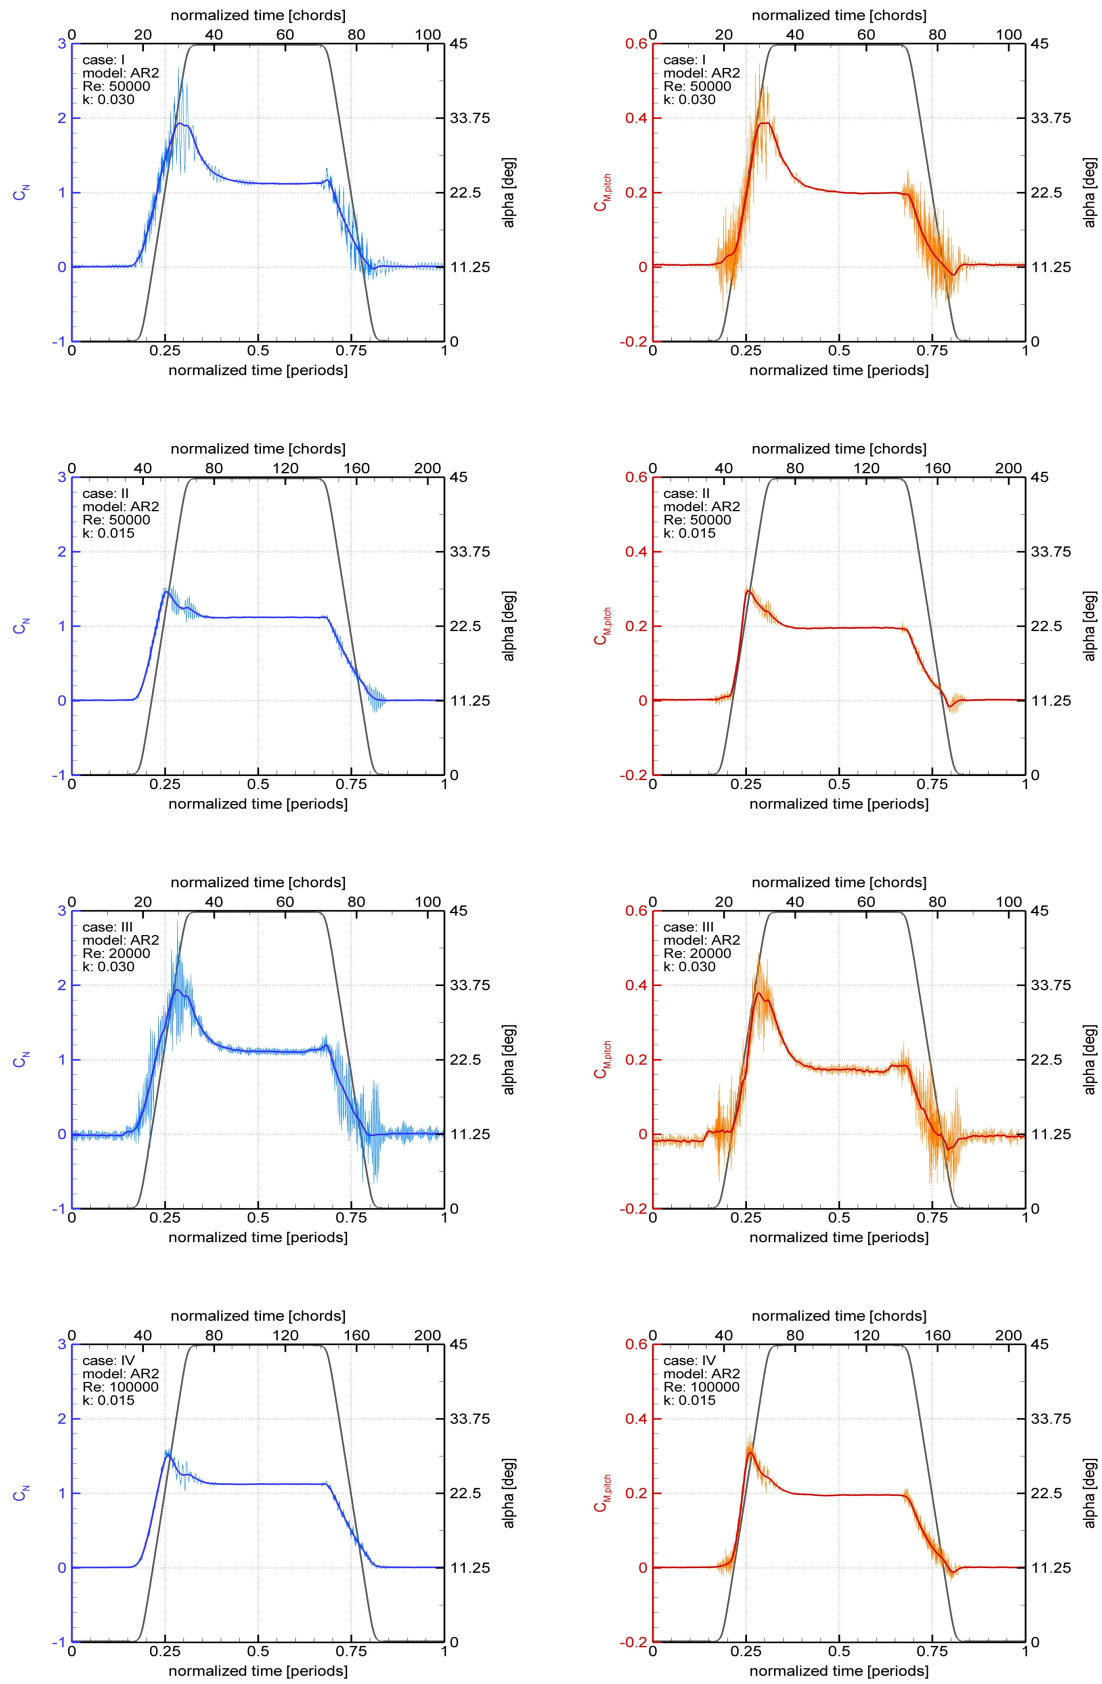 normalized time [chords]
0 20 40 60 80 100
3 45
case: I
model: AR2
Re: 50000
k: 0.030
2 33.75
C_N
1 22.5
alpha [deg]
0 11.25
-1 0
0 0.25 0.5 0.75 1
normalized time [periods]
normalized time [chords]
0 20 40 60 80 100
0.6 45
case: I
model: AR2
Re: 50000
k: 0.030
0.4 33.75
C_M,pitch
0.2 22.5
alpha [deg]
0 11.25
-0.2 0
0 0.25 0.5 0.75 1
normalized time [periods]
normalized time [chords]
0 40 80 120 160 200
3 45
case: II
model: AR2
Re: 50000
k: 0.015
2 33.75
C_N
1 22.5
alpha [deg]
0 11.25
-1 0
0 0.25 0.5 0.75 1
normalized time [periods]
normalized time [chords]
0 40 80 120 160 200
0.6 45
case: II
model: AR2
Re: 50000
k: 0.015
0.4 33.75
C_M,pitch
0.2 22.5
alpha [deg]
0 11.25
-0.2 0
0 0.25 0.5 0.75 1
normalized time [periods]
normalized time [chords]
0 20 40 60 80 100
3 45
case: III
model: AR2
Re: 20000
k: 0.030
2 33.75
C_N
1 22.5
alpha [deg]
0 11.25
-1 0
0 0.25 0.5 0.75 1
normalized time [periods]
normalized time [chords]
0 20 40 60 80 100
0.6 45
case: III
model: AR2
Re: 20000
k: 0.030
0.4 33.75
C_M,pitch
0.2 22.5
alpha [deg]
0 11.25
-0.2 0
0 0.25 0.5 0.75 1
normalized time [periods]
normalized time [chords]
0 40 80 120 160 200
3 45
case: IV
model: AR2
Re: 100000
k: 0.015
2 33.75
C_N
1 22.5
alpha [deg]
0 11.25
-1 0
0 0.25 0.5 0.75 1
normalized time [periods]
normalized time [chords]
0 40 80 120 160 200
0.6 45
case: IV
model: AR2
Re: 100000
k: 0.015
0.4 33.75
C_M,pitch
0.2 22.5
alpha [deg]
0 11.25
-0.2 0
0 0.25 0.5 0.75 1
normalized time [periods]